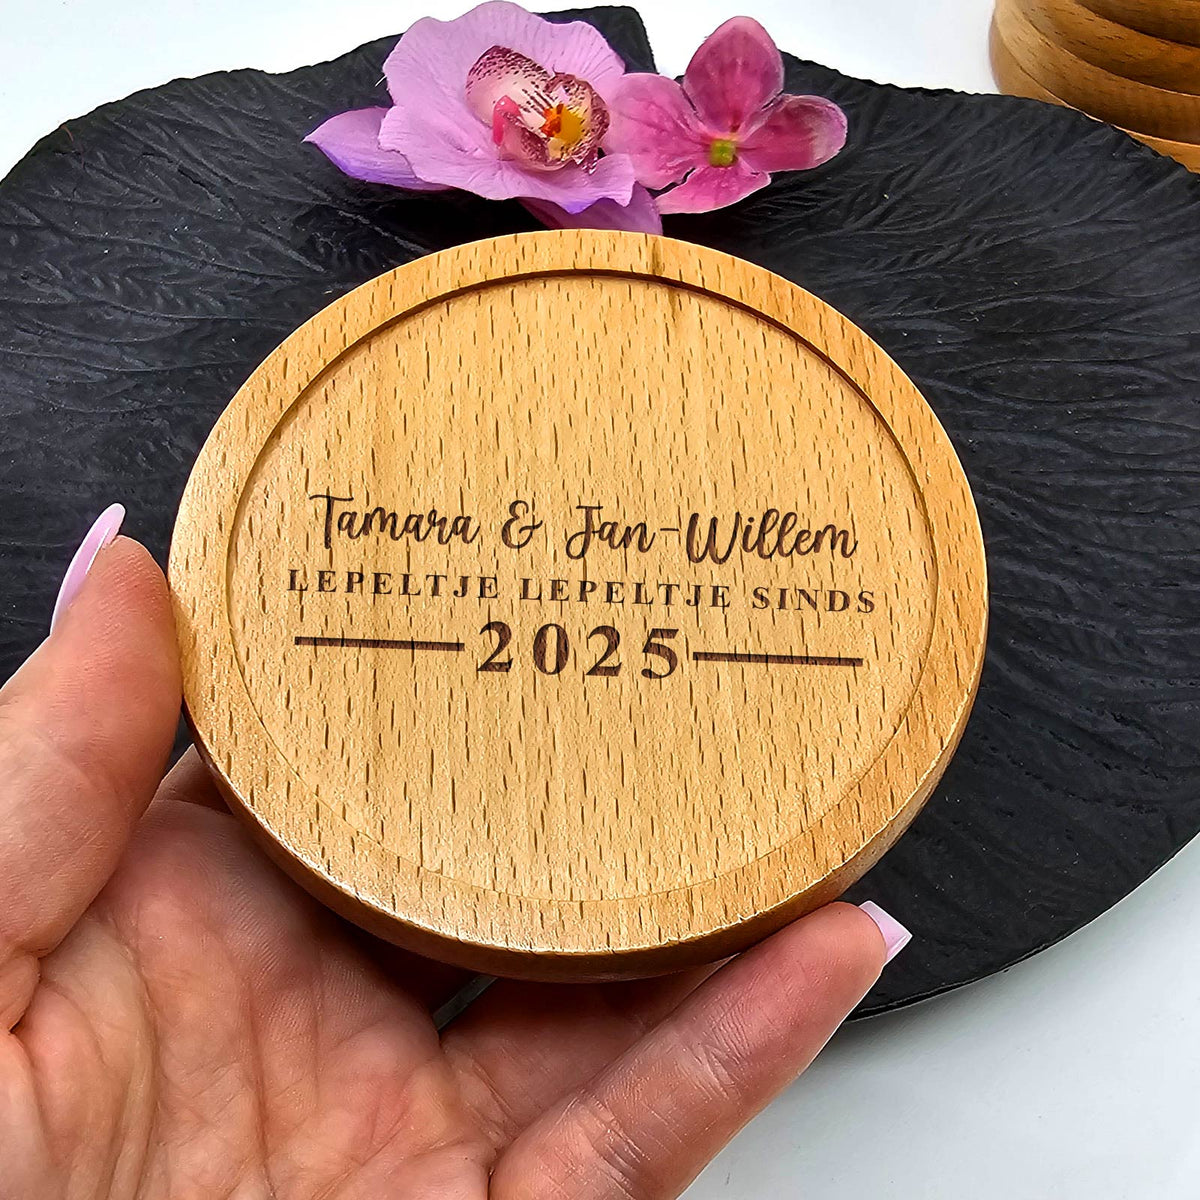 Tamara & Jan-Willem
LEPELTJE LEPELTJE SINDS
2025